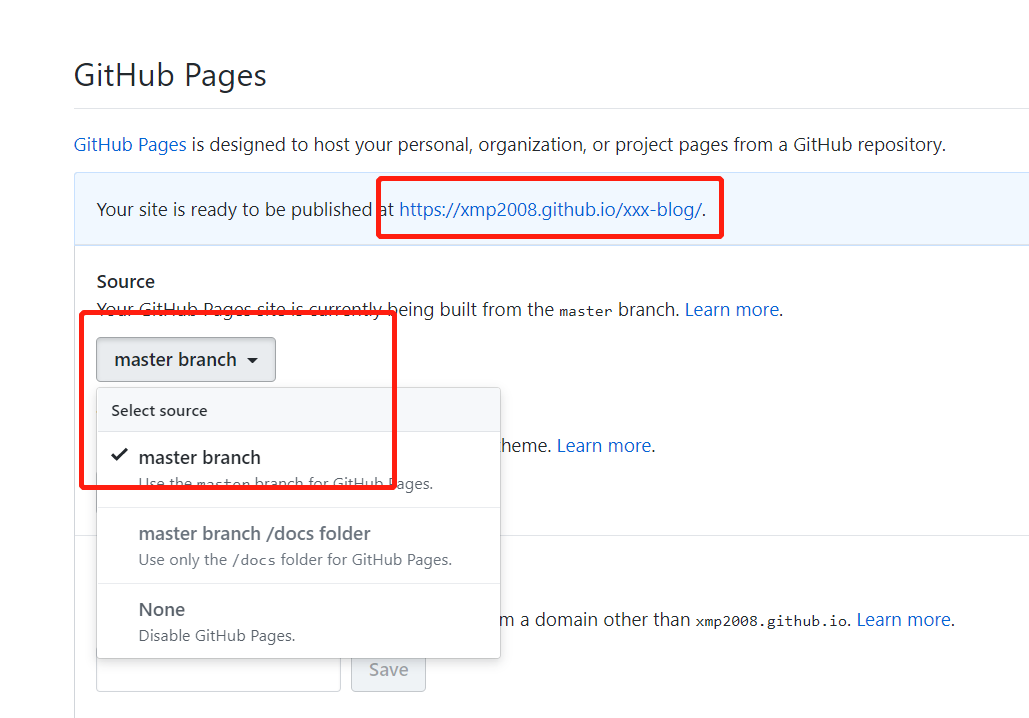 GitHub Pages
GitHub Pages is designed to host your personal, organization, or project pages from a GitHub repository.
Your site is ready to be published at https://xmp2008.github.io/xxx-blog/.
Source
Your GitHub Pages site is currently being built from the master branch. Learn more.
master branch
Select source
heme. Learn more.
master branch
Use the master branch for GitHub Pages.
master branch /docs folder
Use only the /docs folder for GitHub Pages.
None
m a domain other than xmp2008.github.io. Learn more.
Disable GitHub Pages.
Save